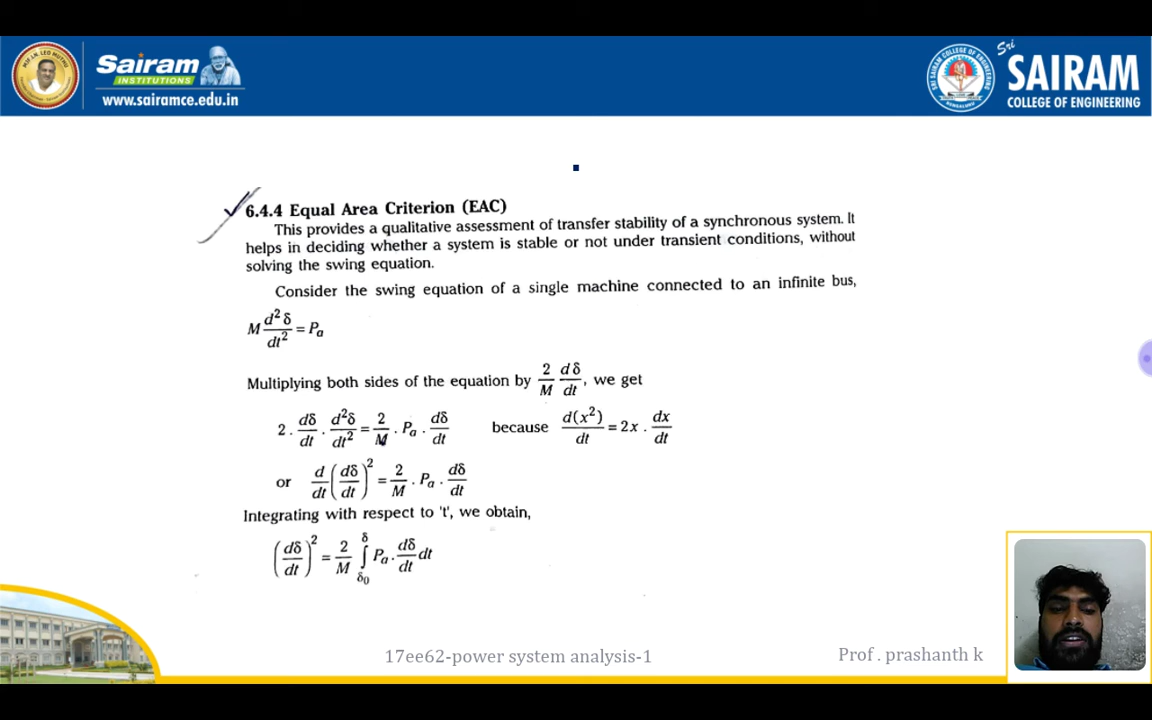 Sairam
INSTITUTIONS
www.sairamce.edu.in
Sri
SAIRAM
COLLEGE OF ENGINEERING
6.4.4 Equal Area Criterion (EAC)
This provides a qualitative assessment of transfer stability of a synchronous system. It
helps in deciding whether a system is stable or not under transient conditions, without
solving the swing equation.
Consider the swing equation of a single machine connected to an infinite bus,
M d²δ/dt² = Pa
Multiplying both sides of the equation by 2/M dδ/dt, we get
2 . dδ/dt . d²δ/dt² = 2/M . Pa . dδ/dt because d(x²)/dt = 2x . dx/dt
or d/dt (dδ/dt)² = 2/M . Pa . dδ/dt
Integrating with respect to 't', we obtain,
(dδ/dt)² = 2/M ∫δ0^δ Pa . dδ/dt dt
17ee62-power system analysis-1
Prof . prashanth k